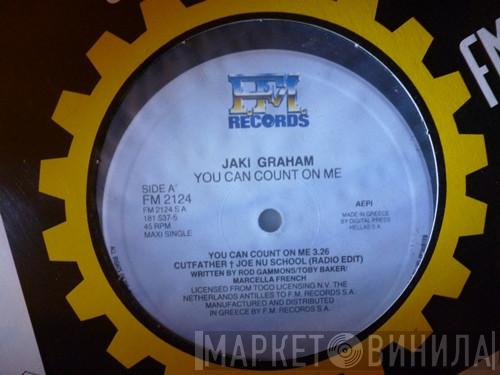 FM
F.M.
RECORDS
JAKI GRAHAM
YOU CAN COUNT ON ME
SIDE A'
FM 2124
FM 2124 S A
181 537-5
45 RPM
MAXI SINGLE
AEPI
MADE IN GREECE
BY DIGITAL PRESS
HELLAS S.A.
YOU CAN COUNT ON ME 3.26
CUTFATHER † JOE NU SCHOOL (RADIO EDIT)
WRITTEN BY ROD GAMMONS/TOBY BAKER/
MARCELLA FRENCH
LICENSED FROM TOCO LICENSING N.V. THE
NETHERLANDS ANTILLES TO F.M. RECORDS S.A.
MANUFACTURED AND DISTRIBUTED
IN GREECE BY F.M. RECORDS S.A.
ALL RIGHTS
МАРКЕТ ВИНИЛА